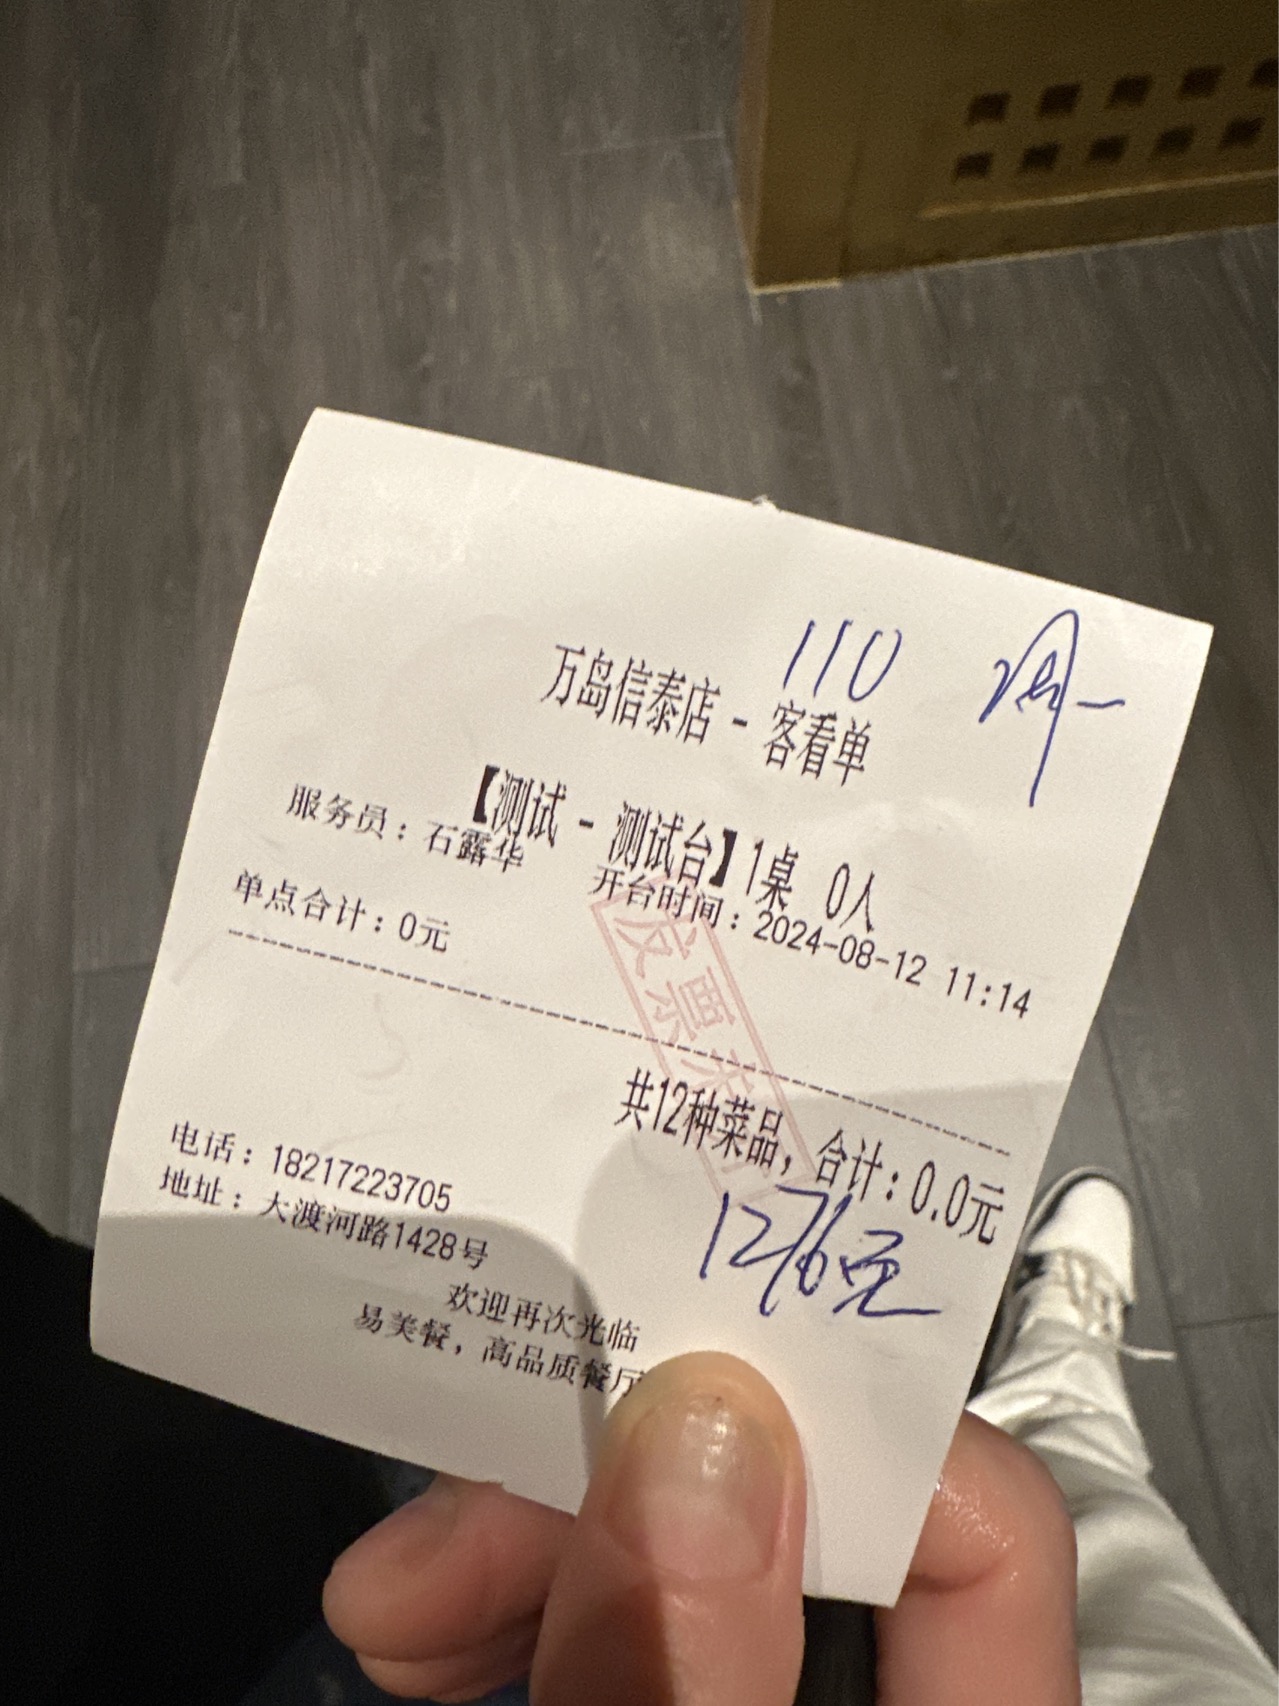 110
万岛信泰店 - 客看单
【测试 - 测试台】1桌 0人
服务员：石露华
开台时间：2024-08-12 11:14
单点合计：0元
发票未
共12种菜品，合计：0.0元
1276元
电话：18217223705
地址：大渡河路1428号
欢迎再次光临
易美餐，高品质餐厅